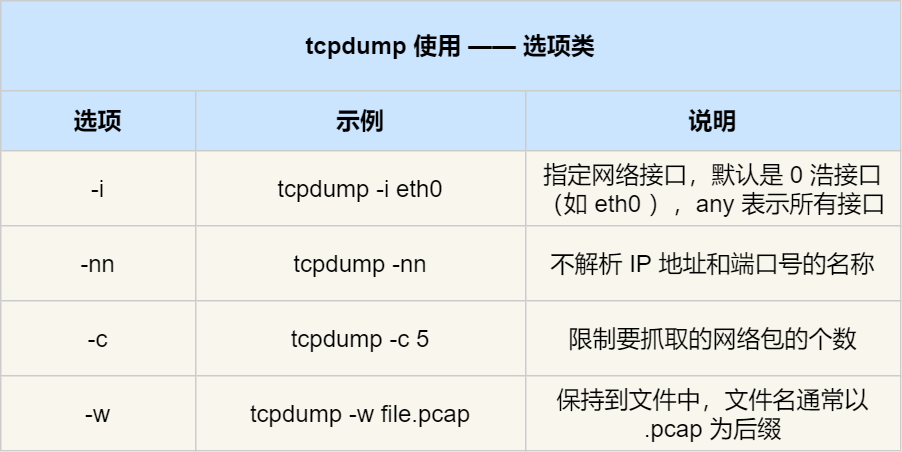 tcpdump 使用 —— 选项类
选项 示例 说明
-i tcpdump -i eth0 指定网络接口，默认是 0 浩接口
（如 eth0 ），any 表示所有接口
-nn tcpdump -nn 不解析 IP 地址和端口号的名称
-c tcpdump -c 5 限制要抓取的网络包的个数
-w tcpdump -w file.pcap 保持到文件中，文件名通常以
.pcap 为后缀